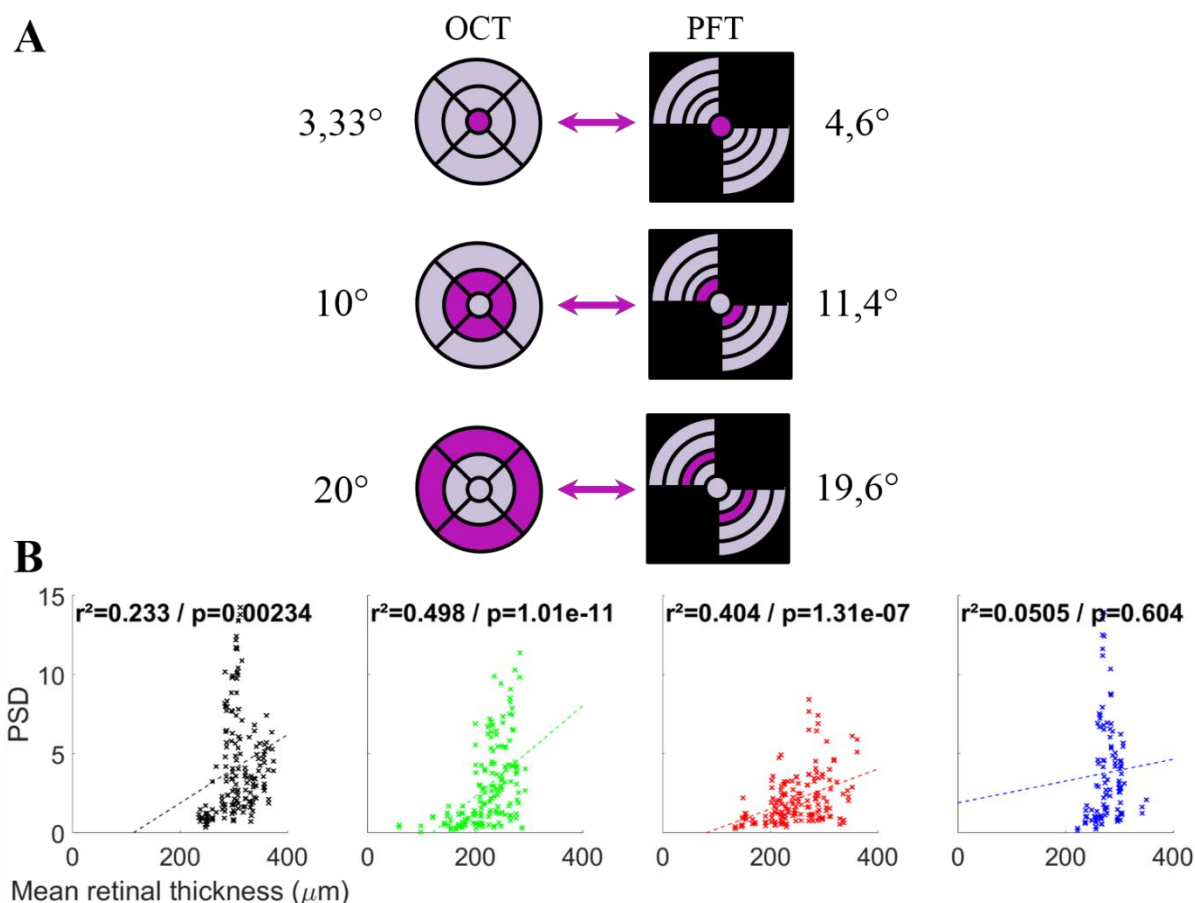 A
OCT PFT
3,33° 4,6°
10° 11,4°
20° 19,6°
B
r²=0.233 / p=0.00234 r²=0.498 / p=1.01e-11 r²=0.404 / p=1.31e-07 r²=0.0505 / p=0.604
15
10
PSD
5
0
0 200 400 0 200 400 0 200 400 0 200 400
Mean retinal thickness (μm)